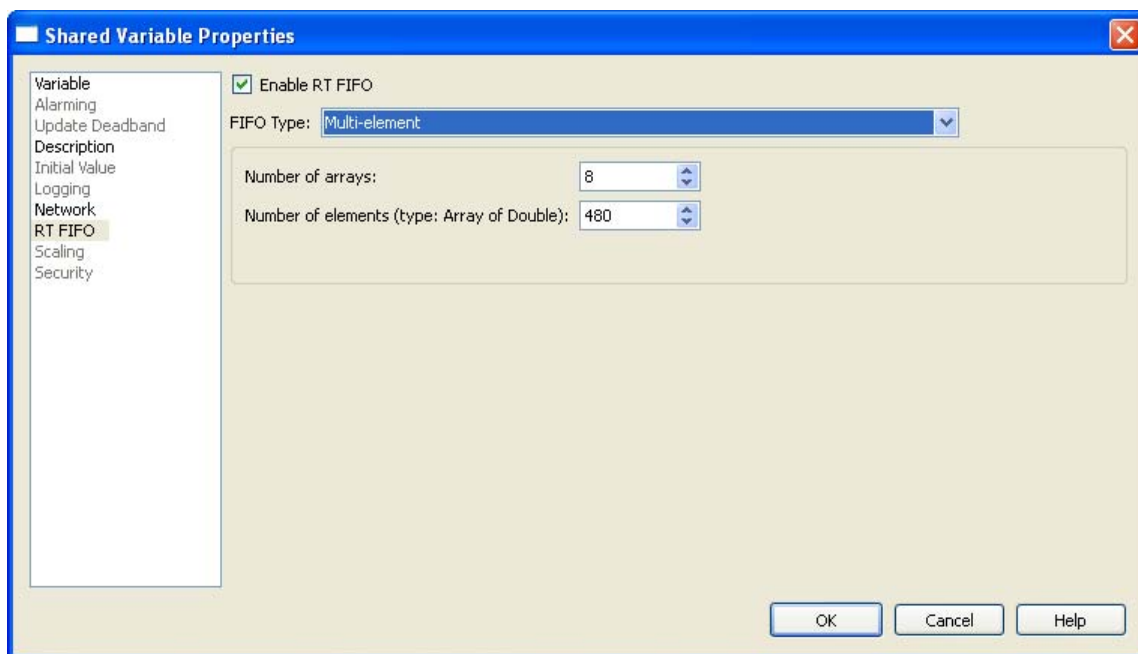 Shared Variable Properties
Variable
Alarming
Update Deadband
Description
Initial Value
Logging
Network
RT FIFO
Scaling
Security
Enable RT FIFO
FIFO Type: Multi-element
Number of arrays: 8
Number of elements (type: Array of Double): 480
OK Cancel Help